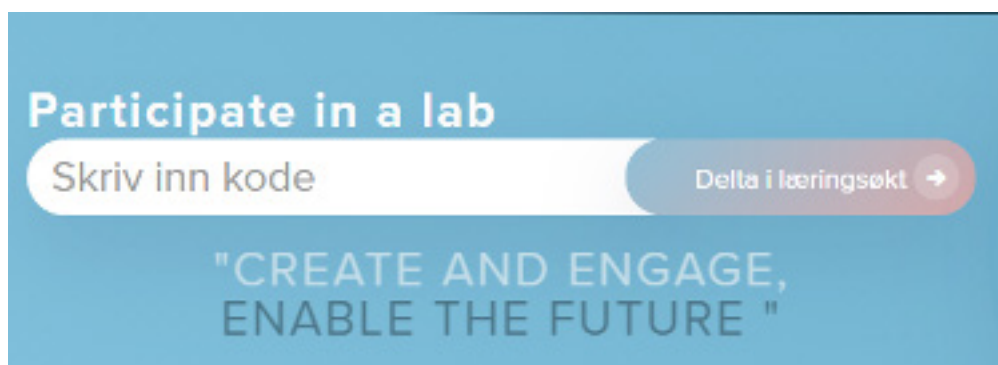 Participate in a lab
Skriv inn kode
Delta i læringsøkt
"CREATE AND ENGAGE,
ENABLE THE FUTURE "